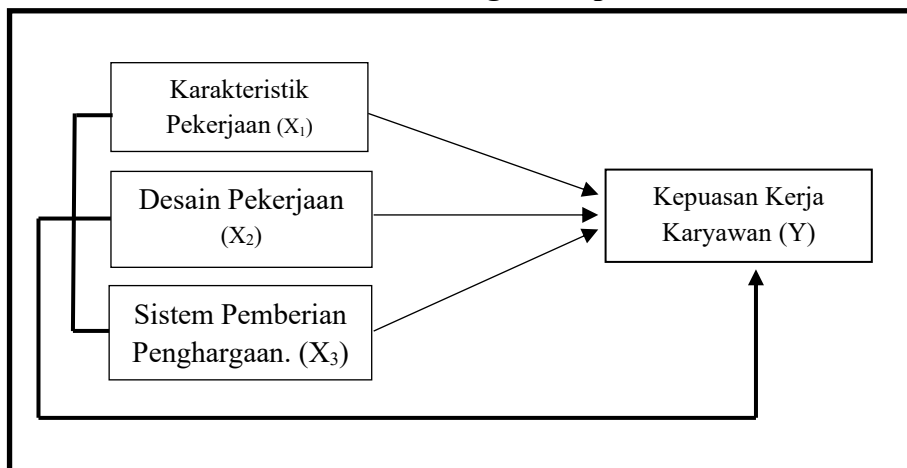 Karakteristik
Pekerjaan (X₁)
Desain Pekerjaan
(X₂)
Sistem Pemberian
Penghargaan. (X₃)
Kepuasan Kerja
Karyawan (Y)